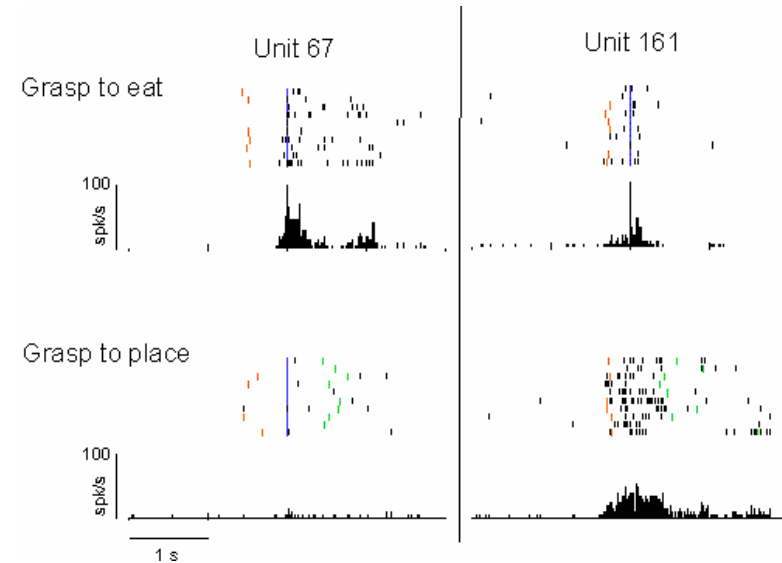 Unit 67
Unit 161
Grasp to eat
100
spk/s
Grasp to place
100
spk/s
1 s